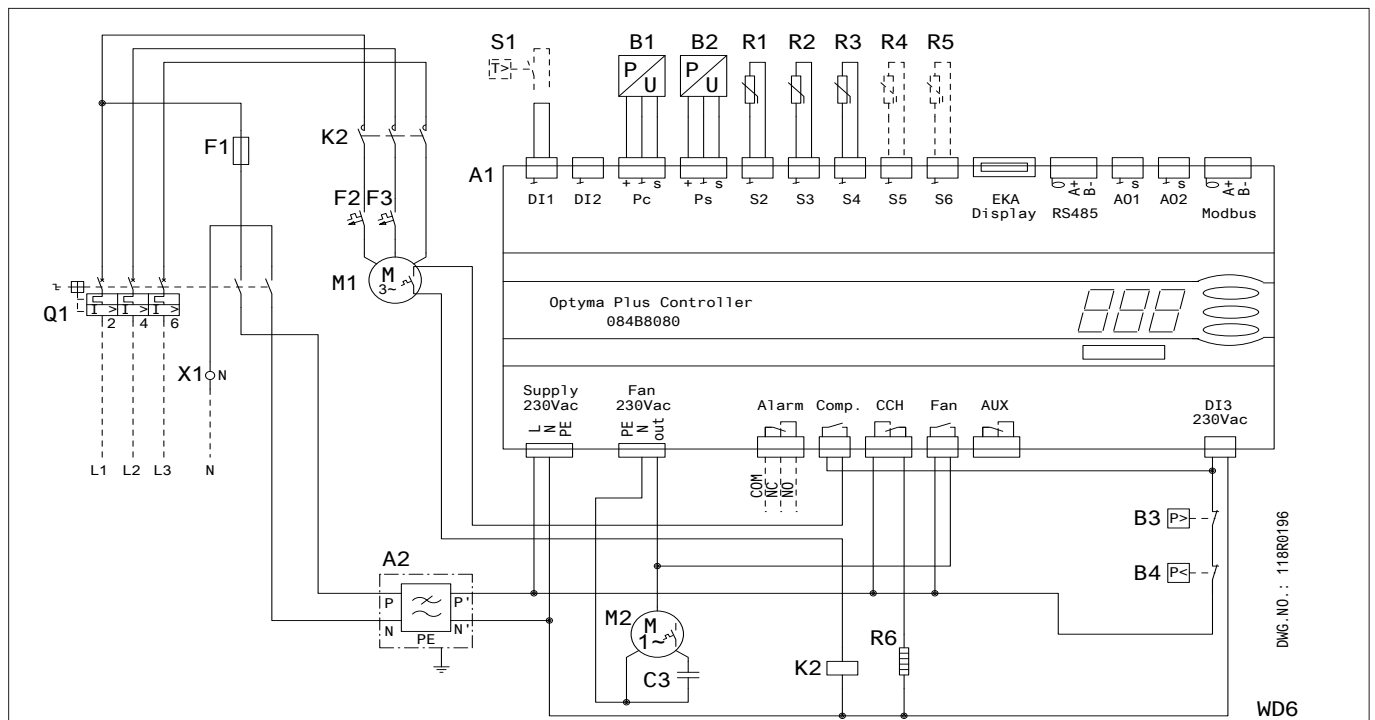 S1 B1 B2 R1 R2 R3 R4 R5
T> P U P U
K2
F1
A1
+ s + s s s
DI1 DI2 Pc Ps S2 S3 S4 S5 S6 EKA Display RS485 AO1 AO2 Modbus
A+ B- A+ B-
F2 F3
M1 M 3~
Optyma Plus Controller
084B8080
Q1 I > I > I >
2 4 6
X1 N
Supply 230Vac
Fan 230Vac
Alarm Comp. CCH Fan AUX
DI3 230Vac
L N PE PE N out
L1 L2 L3 N
COM NC NO
B3 P>
B4 P<
A2
P P'
N N'
PE
M2 M 1~
C3
K2
R6
DWG.NO.: 118R0196
WD6